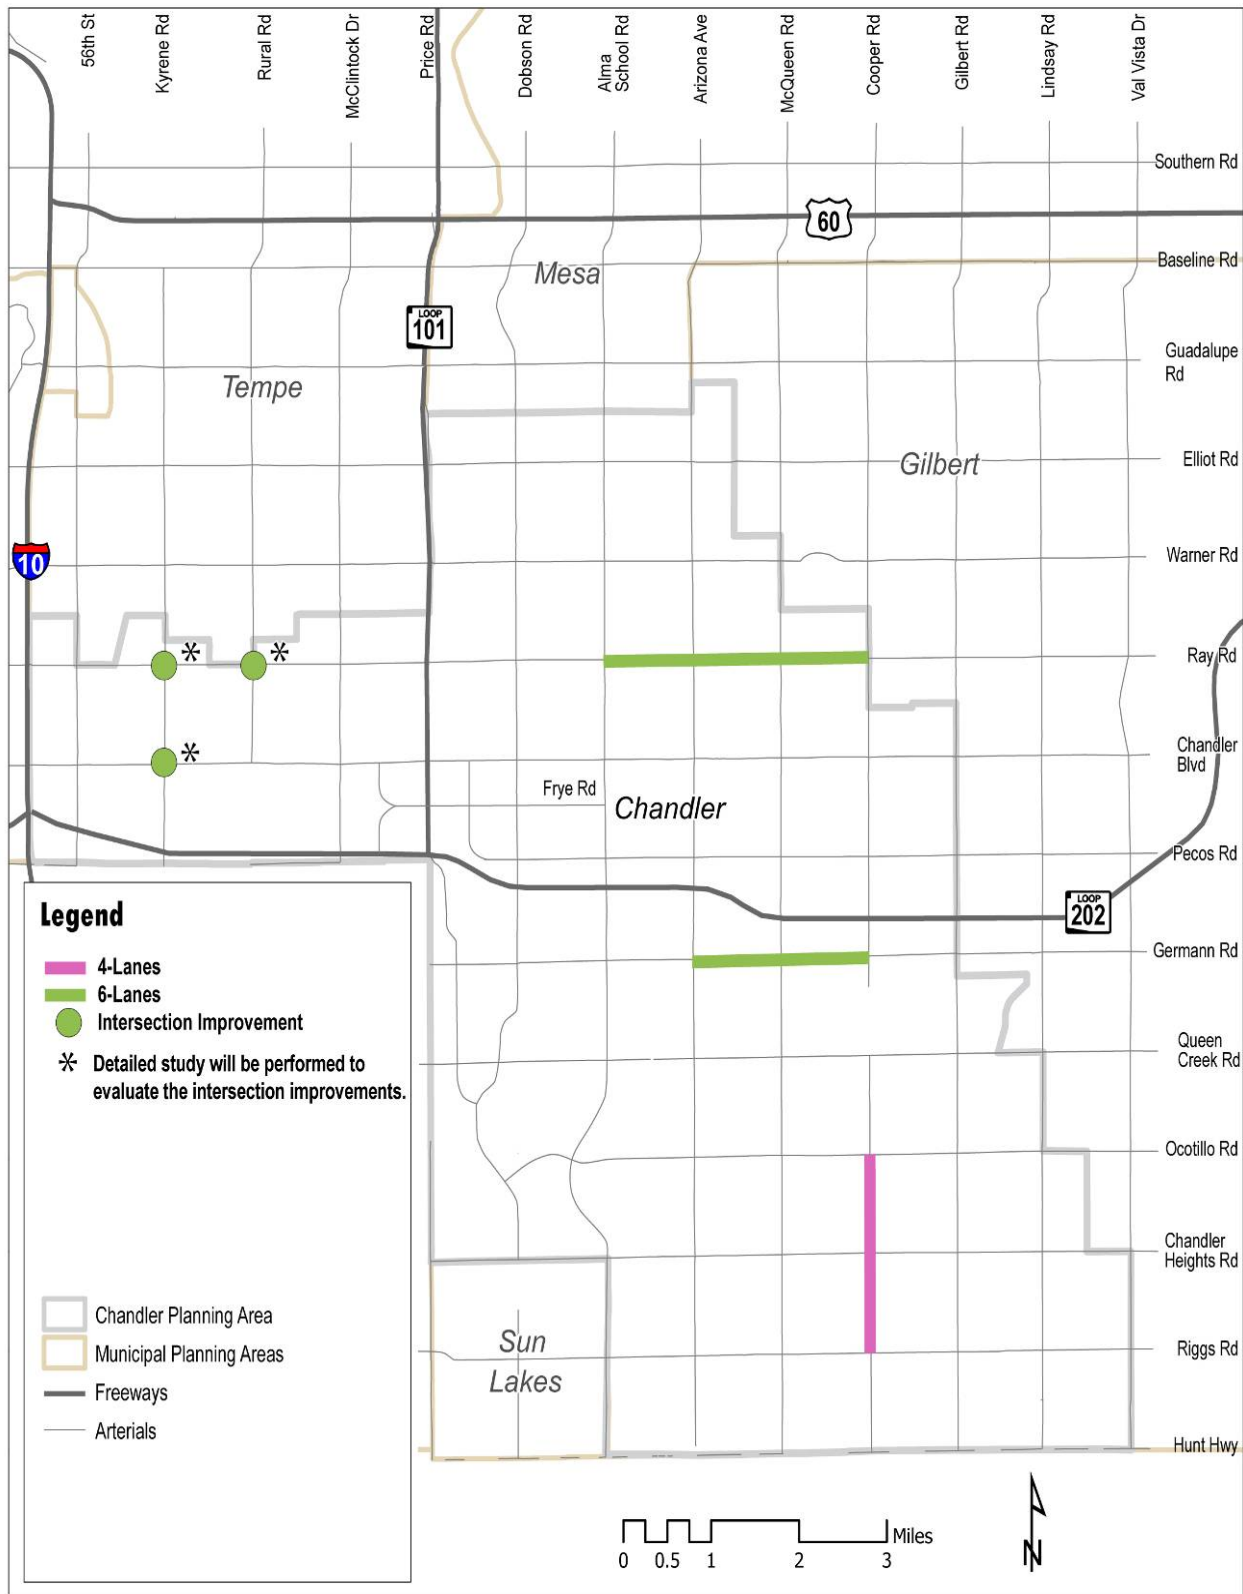 56th St
Kyrene Rd
Rural Rd
McClintock Dr
Price Rd
Dobson Rd
Alma
School Rd
Arizona Ave
McQueen Rd
Cooper Rd
Gilbert Rd
Lindsay Rd
Val Vista Dr
Southern Rd
60
Baseline Rd
Mesa
LOOP
101
Guadalupe
Rd
Tempe
Gilbert
Elliot Rd
10
Warner Rd
*
*
Ray Rd
*
Chandler
Blvd
Frye Rd
Chandler
Pecos Rd
LOOP
202
Legend
4-Lanes
6-Lanes
Intersection Improvement
* Detailed study will be performed to
evaluate the intersection improvements.
Germann Rd
Queen
Creek Rd
Ocotillo Rd
Chandler
Heights Rd
Chandler Planning Area
Municipal Planning Areas
Freeways
Arterials
Sun
Lakes
Riggs Rd
Hunt Hwy
Miles
0 0.5 1 2 3
N